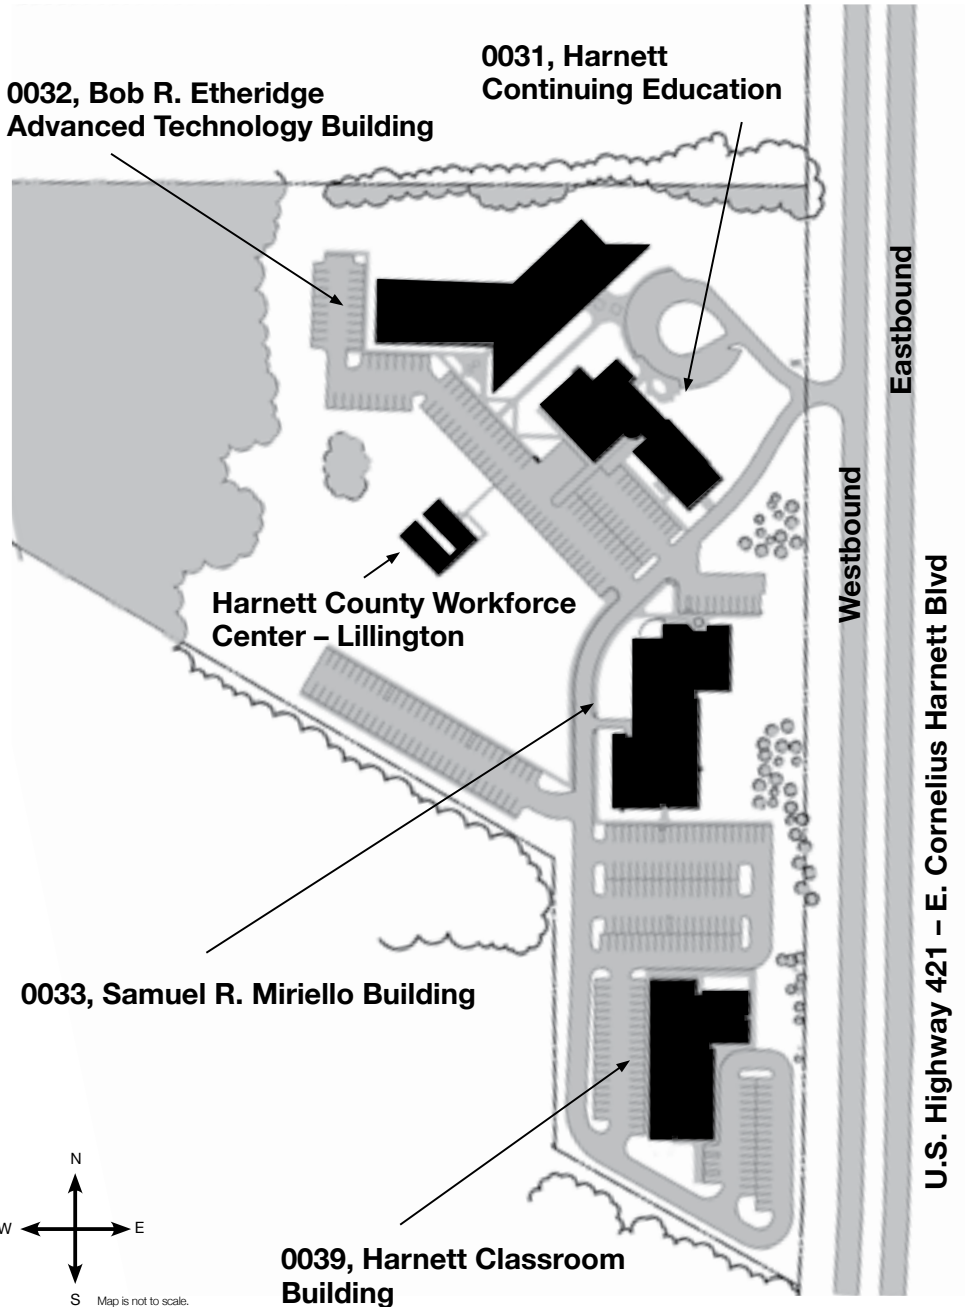 0031, Harnett
Continuing Education
0032, Bob R. Etheridge
Advanced Technology Building
Eastbound
Westbound
Harnett County Workforce
Center – Lillington
U.S. Highway 421 – E. Cornelius Harnett Blvd
0033, Samuel R. Miriello Building
0039, Harnett Classroom
Building
N
W
E
S
Map is not to scale.